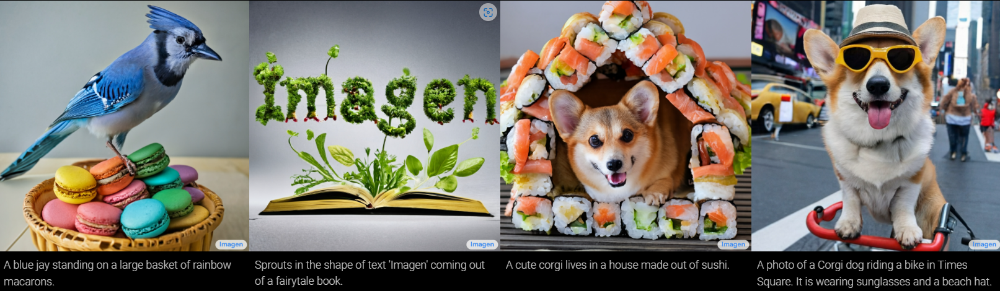 Imagen
Imagen
Imagen
Imagen
Imagen
A blue jay standing on a large basket of rainbow
macarons.
Sprouts in the shape of text 'Imagen' coming out
of a fairytale book.
A cute corgi lives in a house made out of sushi.
A photo of a Corgi dog riding a bike in Times
Square. It is wearing sunglasses and a beach hat.